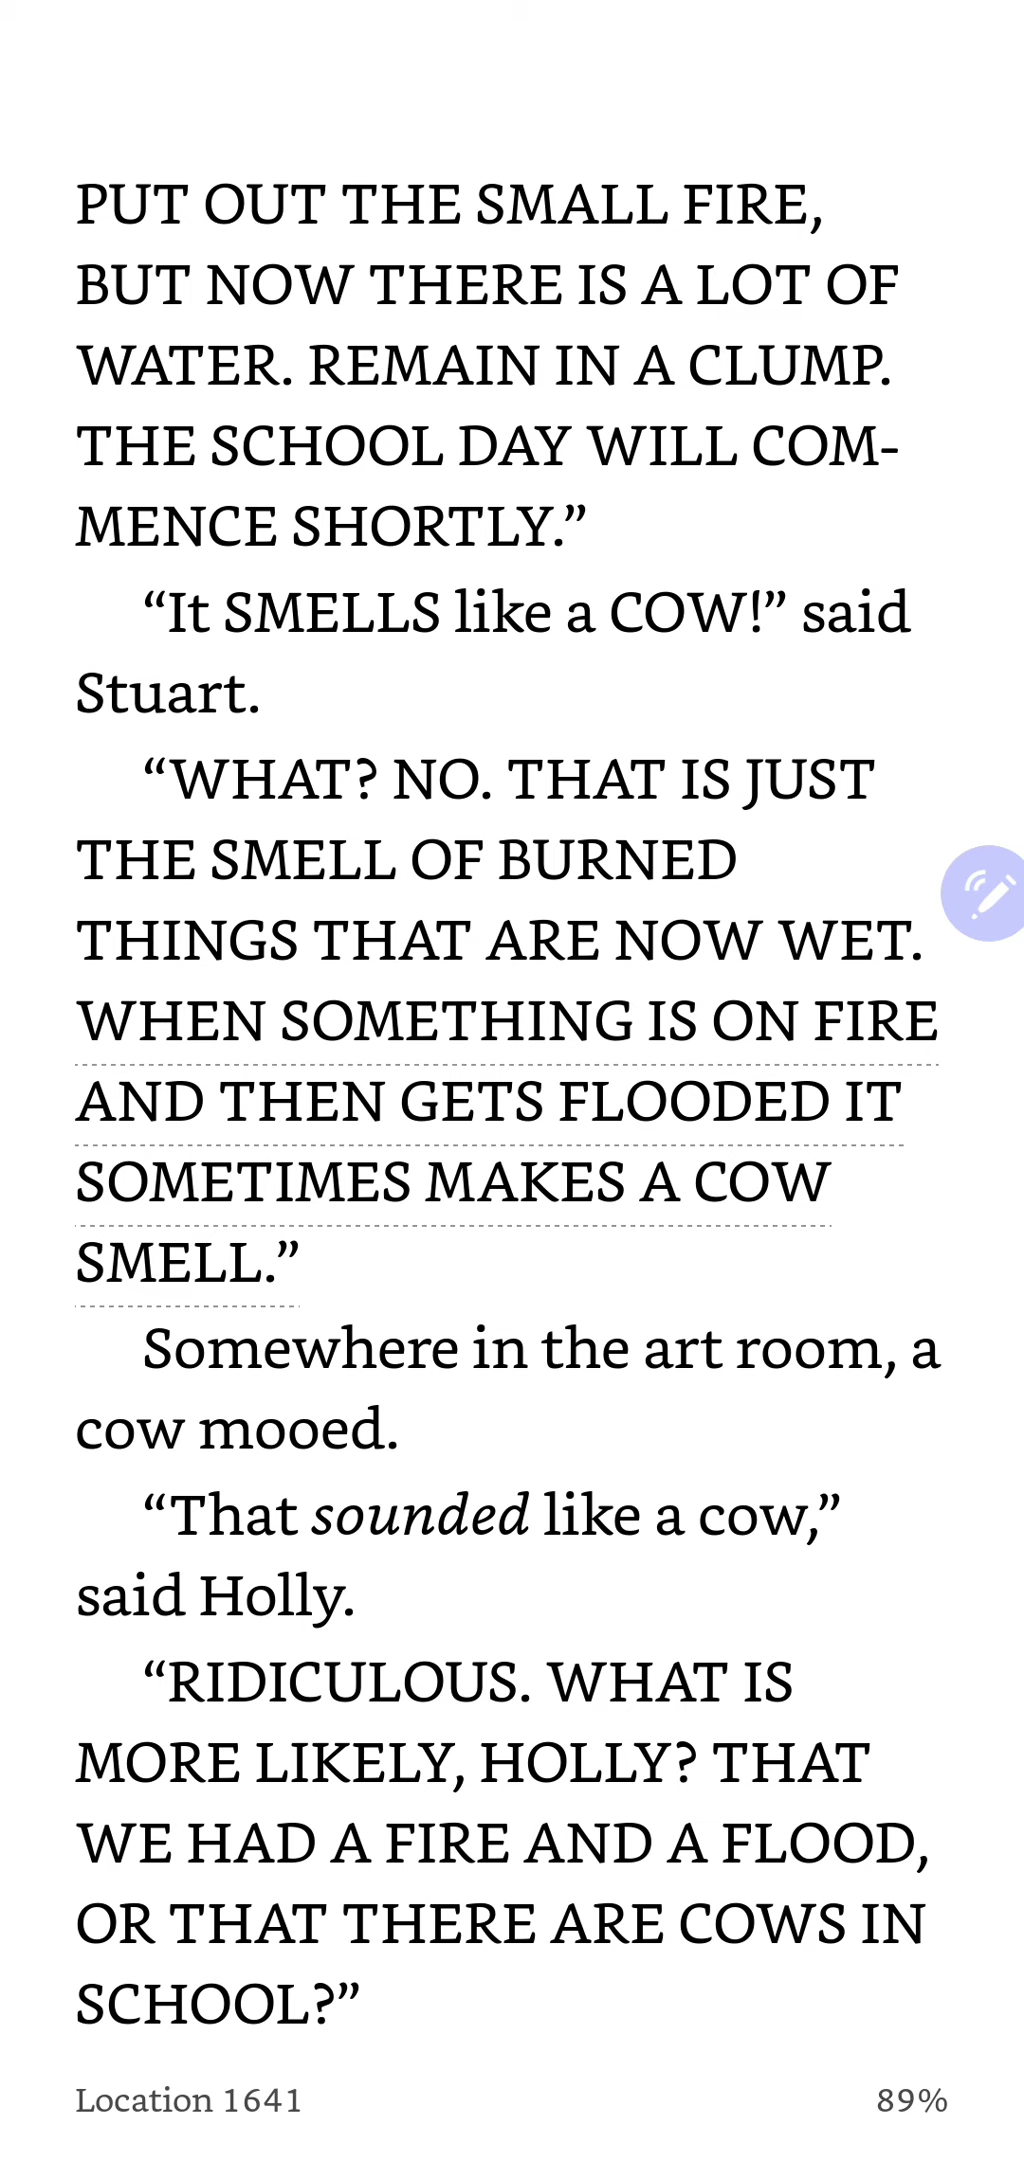 PUT OUT THE SMALL FIRE,
BUT NOW THERE IS A LOT OF
WATER. REMAIN IN A CLUMP.
THE SCHOOL DAY WILL COM-
MENCE SHORTLY.”
“It SMELLS like a COW!” said
Stuart.
“WHAT? NO. THAT IS JUST
THE SMELL OF BURNED
THINGS THAT ARE NOW WET.
WHEN SOMETHING IS ON FIRE
AND THEN GETS FLOODED IT
SOMETIMES MAKES A COW
SMELL.”
Somewhere in the art room, a
cow mooed.
“That sounded like a cow,”
said Holly.
“RIDICULOUS. WHAT IS
MORE LIKELY, HOLLY? THAT
WE HAD A FIRE AND A FLOOD,
OR THAT THERE ARE COWS IN
SCHOOL?”
Location 1641 89%